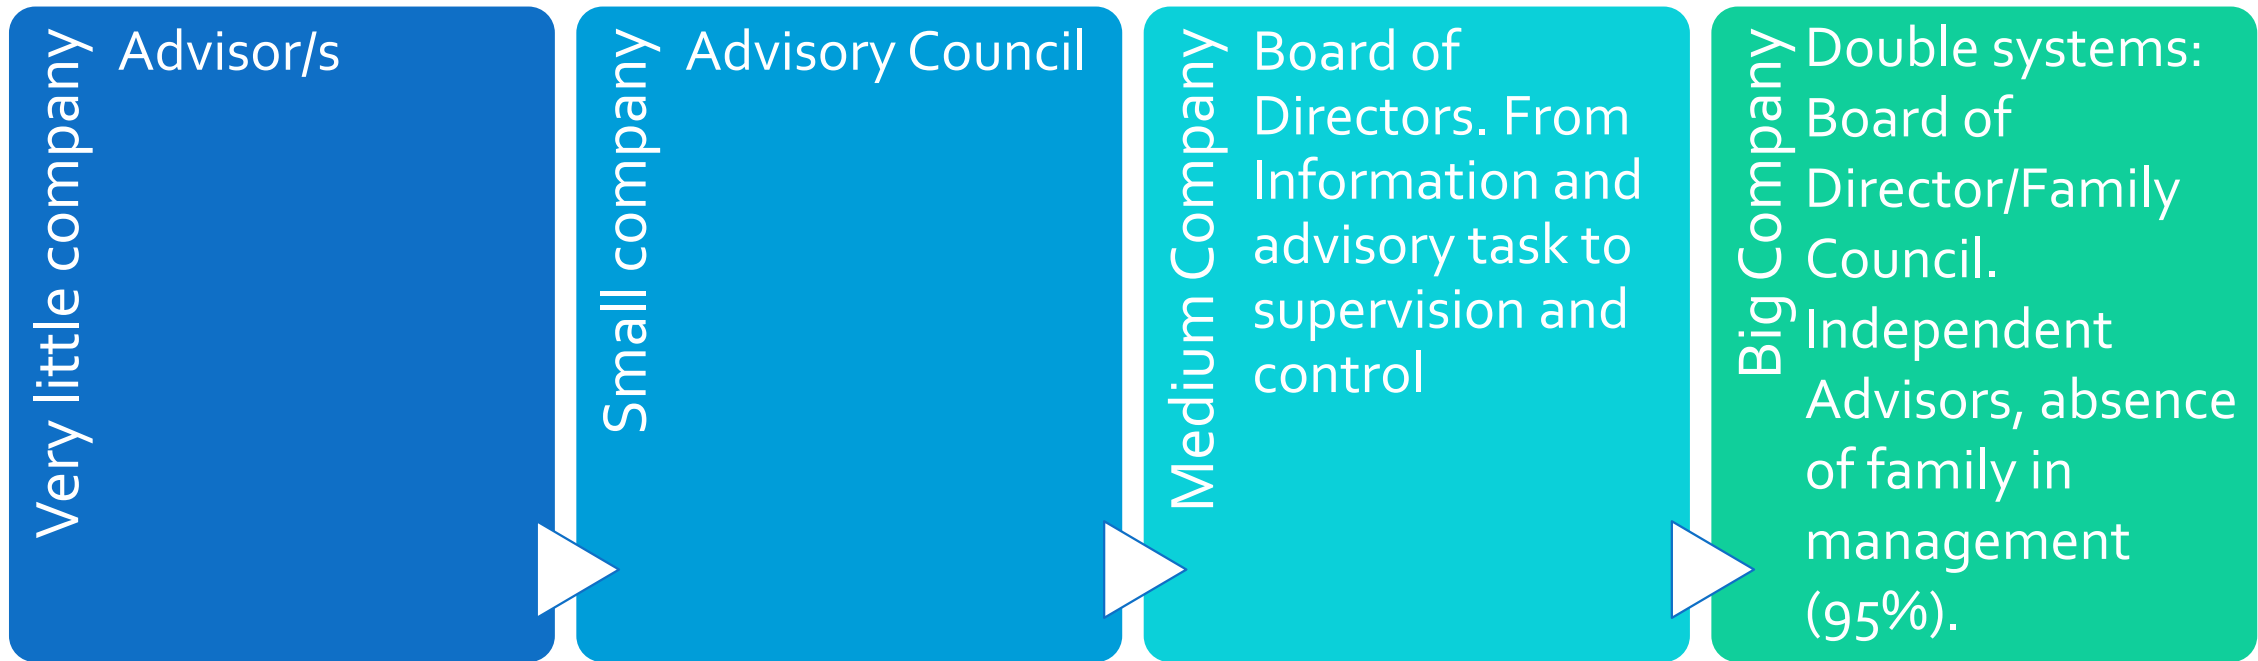 Very little company
Advisor/s
Small company
Advisory Council
Medium Company
Board of
Directors. From
Information and
advisory task to
supervision and
control
Big Company
Double systems:
Board of
Director/Family
Council.
Independent
Advisors, absence
of family in
management
(95%).